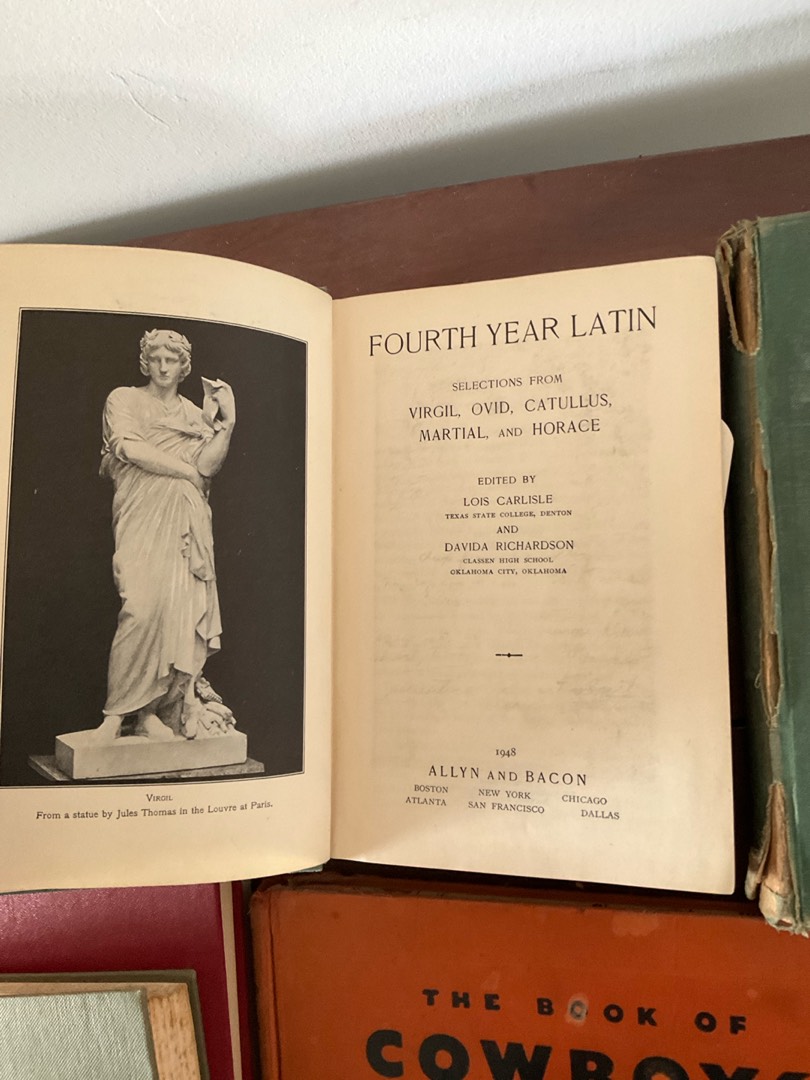 VIRGIL
From a statue by Jules Thomas in the Louvre at Paris.
FOURTH YEAR LATIN
SELECTIONS FROM
VIRGIL, OVID, CATULLUS,
MARTIAL, AND HORACE
EDITED BY
LOIS CARLISLE
TEXAS STATE COLLEGE, DENTON
AND
DAVIDA RICHARDSON
CLASSEN HIGH SCHOOL
OKLAHOMA CITY, OKLAHOMA
1948
ALLYN AND BACON
BOSTON NEW YORK CHICAGO
ATLANTA SAN FRANCISCO DALLAS
THE BOOK OF
COWBOYS